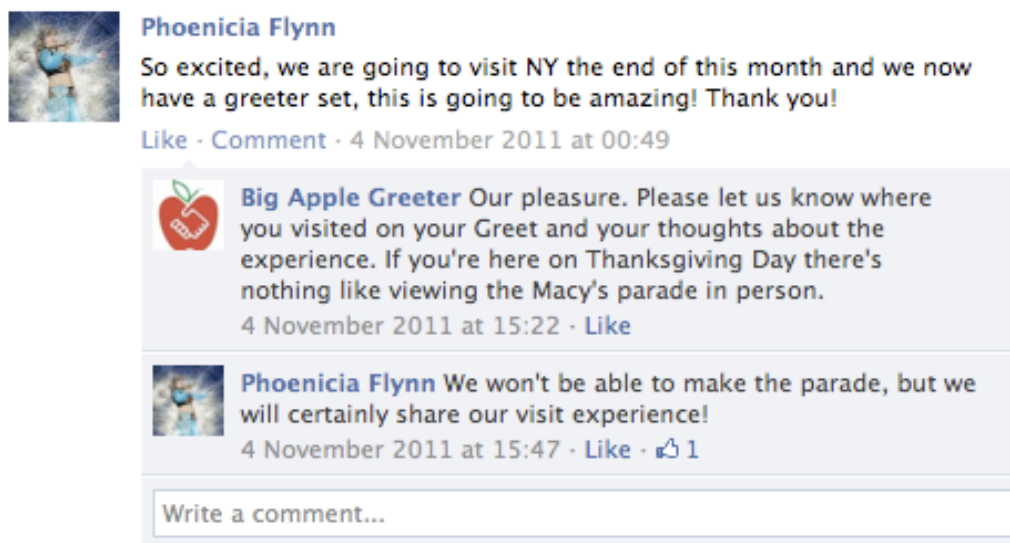 Phoenicia Flynn
So excited, we are going to visit NY the end of this month and we now
have a greeter set, this is going to be amazing! Thank you!
Like · Comment · 4 November 2011 at 00:49
Big Apple Greeter Our pleasure. Please let us know where
you visited on your Greet and your thoughts about the
experience. If you're here on Thanksgiving Day there's
nothing like viewing the Macy's parade in person.
4 November 2011 at 15:22 · Like
Phoenicia Flynn We won't be able to make the parade, but we
will certainly share our visit experience!
4 November 2011 at 15:47 · Like · 1
Write a comment...